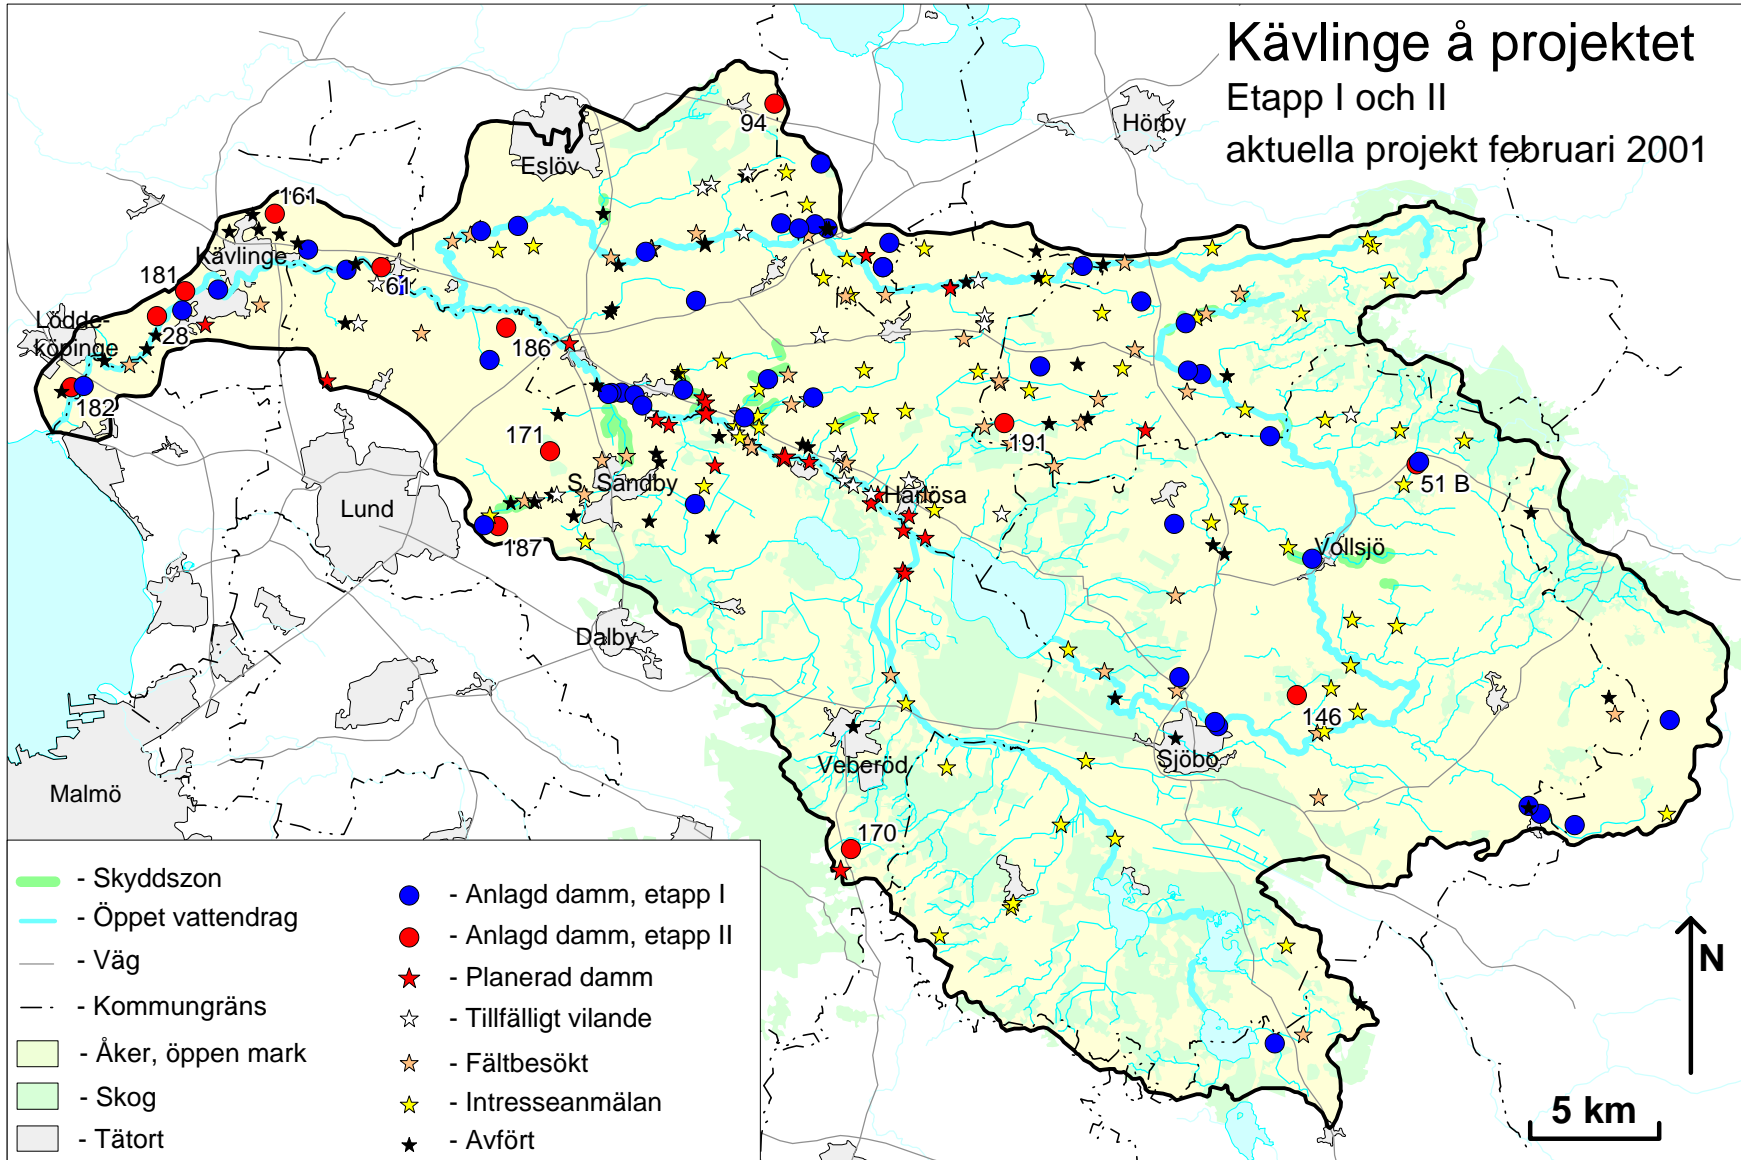 Kävlinge å projektet
Etapp I och II
aktuella projekt februari 2001
94
Hörby
Eslöv
161
Kävlinge
181
61
Lödde-
köpinge
28
186
182
171
191
S. Sandby
51 B
Lund
Harlösa
187
Vollsjö
Dalby
146
Sjöbo
Veberöd
Malmö
170
- Skyddszon
- Öppet vattendrag
- Väg
- Kommungräns
- Åker, öppen mark
- Skog
- Tätort
- Anlagd damm, etapp I
- Anlagd damm, etapp II
- Planerad damm
- Tillfälligt vilande
- Fältbesökt
- Intresseanmälan
- Avfört
N
5 km